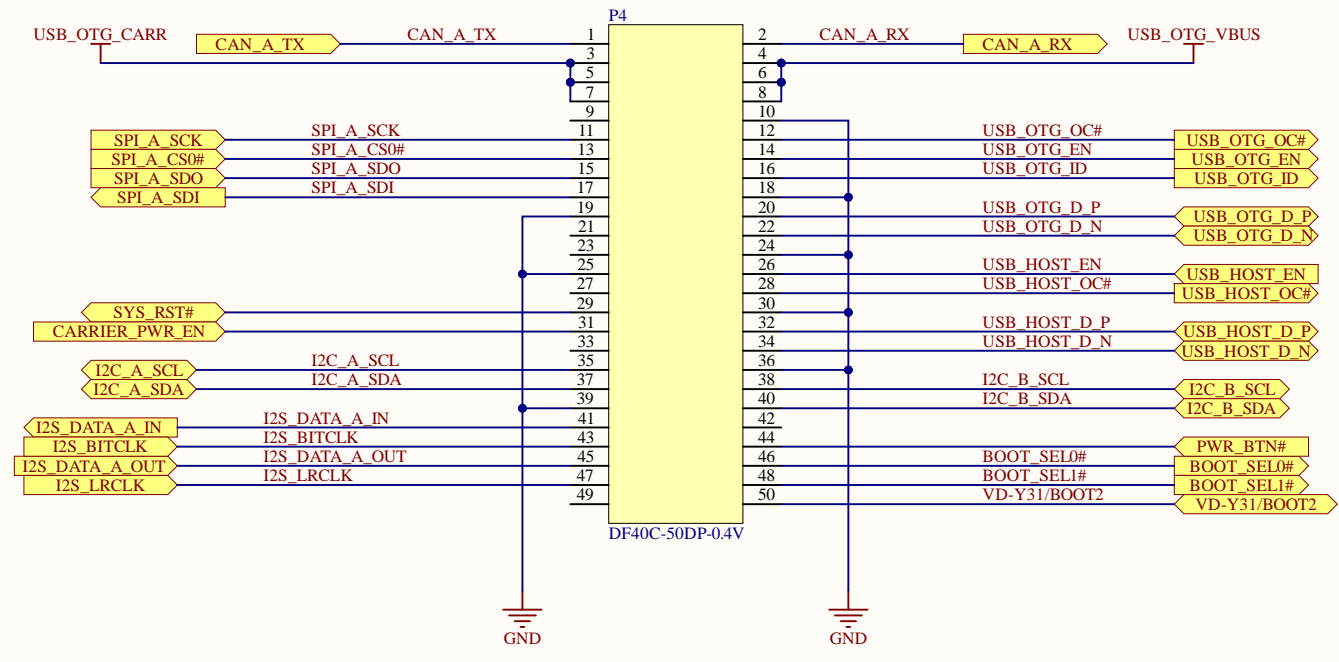 P4
USB_OTG_CARR CAN_A_TX CAN_A_TX 1 2 CAN_A_RX CAN_A_RX USB_OTG_VBUS
3 4
5 6
7 8
9 10
SPI_A_SCK SPI_A_SCK 11 12 USB_OTG_OC# USB_OTG_OC#
SPI_A_CS0# SPI_A_CS0# 13 14 USB_OTG_EN USB_OTG_EN
SPI_A_SDO SPI_A_SDO 15 16 USB_OTG_ID USB_OTG_ID
SPI_A_SDI SPI_A_SDI 17 18
19 20 USB_OTG_D_P USB_OTG_D_P
21 22 USB_OTG_D_N USB_OTG_D_N
23 24
25 26 USB_HOST_EN USB_HOST_EN
27 28 USB_HOST_OC# USB_HOST_OC#
SYS_RST# 29 30
CARRIER_PWR_EN 31 32 USB_HOST_D_P USB_HOST_D_P
33 34 USB_HOST_D_N USB_HOST_D_N
I2C_A_SCL I2C_A_SCL 35 36
I2C_A_SDA I2C_A_SDA 37 38 I2C_B_SCL I2C_B_SCL
39 40 I2C_B_SDA I2C_B_SDA
I2S_DATA_A_IN I2S_DATA_A_IN 41 42
I2S_BITCLK I2S_BITCLK 43 44 PWR_BTN#
I2S_DATA_A_OUT I2S_DATA_A_OUT 45 46 BOOT_SEL0# BOOT_SEL0#
I2S_LRCLK I2S_LRCLK 47 48 BOOT_SEL1# BOOT_SEL1#
49 50 VD-Y31/BOOT2 VD-Y31/BOOT2
DF40C-50DP-0.4V
GND GND